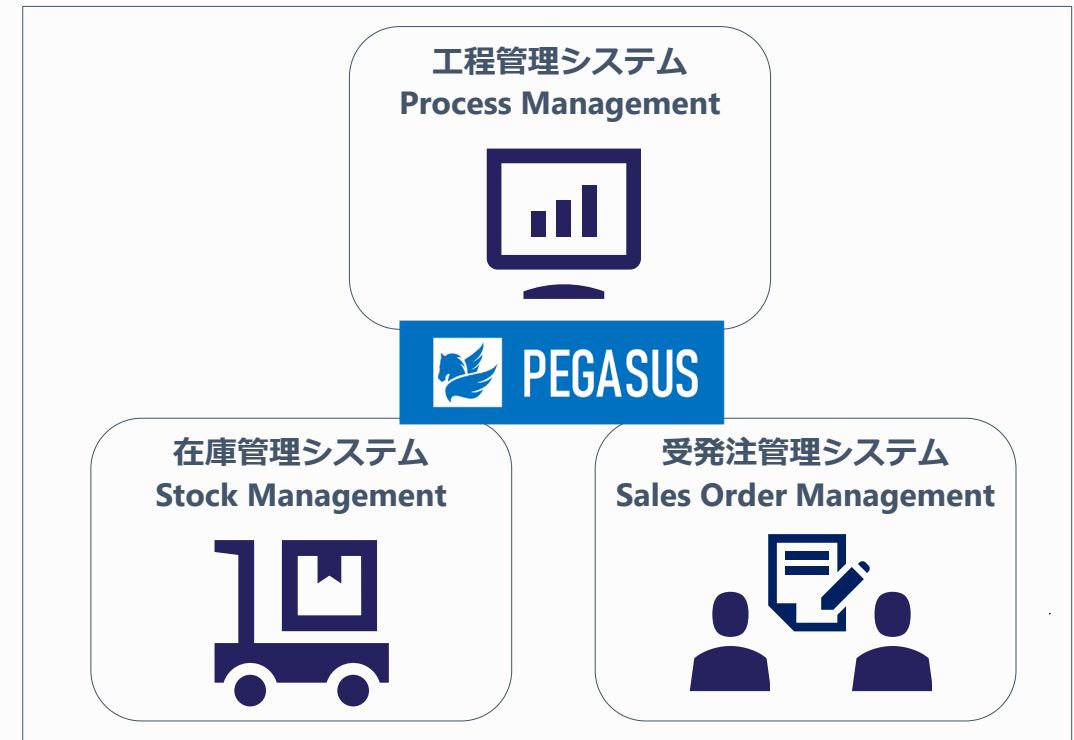 工程管理システム
Process Management
PEGASUS
在庫管理システム
Stock Management
受発注管理システム
Sales Order Management